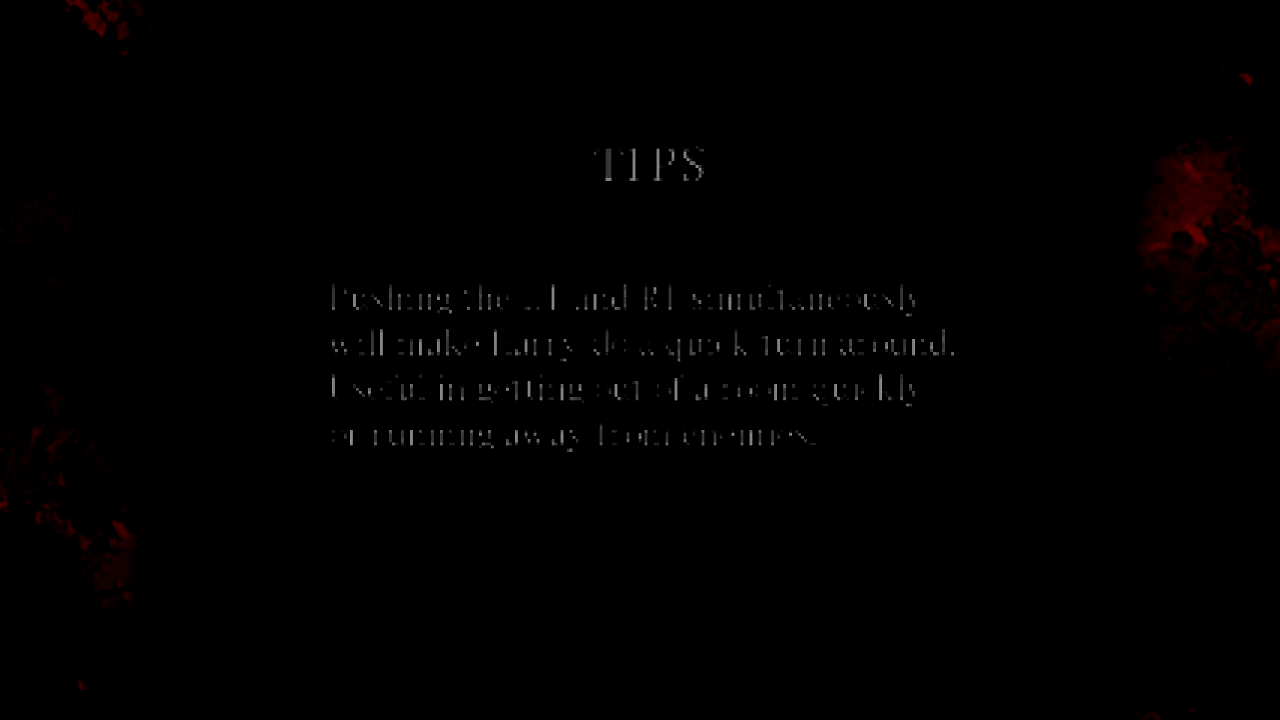 TIPS
Pushing the L1 and R1 simultaneously
will make Harry do a quick turn around.
Useful in getting out of a room quickly
or running away from enemies.